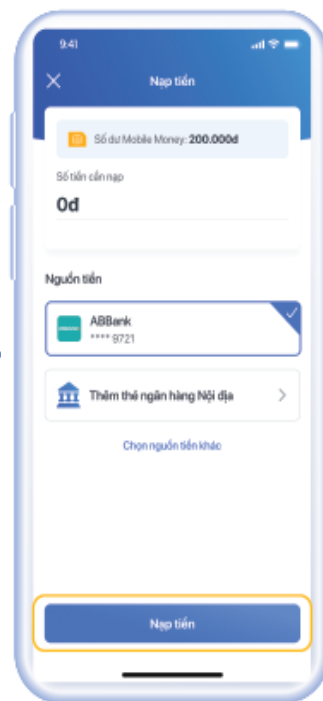 9:41
Nạp tiền
Số dư Mobile Money: 200.000đ
Số tiền cần nạp
0đ
Nguồn tiền
ABBank
**** 9721
Thêm thẻ ngân hàng Nội địa
Chọn nguồn tiền khác
Nạp tiền